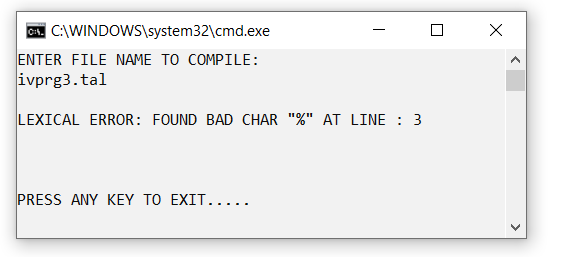 C:\WINDOWS\system32\cmd.exe
ENTER FILE NAME TO COMPILE:
ivprg3.tal
LEXICAL ERROR: FOUND BAD CHAR "%" AT LINE : 3
PRESS ANY KEY TO EXIT.....